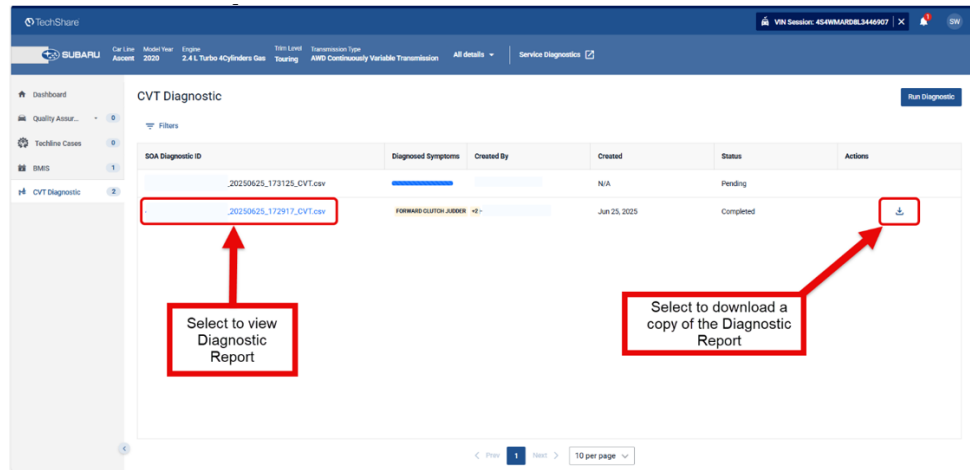 TechShare
VIN Session: 4S4WMARD8L3446907
SW
SUBARU
Car Line
Ascent
Model Year
2020
Engine
2.4 L Turbo 4Cylinders Gas
Trim Level
Touring
Transmission Type
AWD Continuously Variable Transmission
All details
Service Diagnostics
Dashboard
Quality Assur... 0
Techline Cases 0
BMIS 1
CVT Diagnostic 2
CVT Diagnostic
Run Diagnostic
Filters
SOA Diagnostic ID Diagnosed Symptoms Created By Created Status Actions
_20250625_173125_CVT.csv N/A Pending
_20250625_172917_CVT.csv FORWARD CLUTCH JUDDER +2 Jun 25, 2025 Completed
Select to view
Diagnostic
Report
Select to download a
copy of the Diagnostic
Report
< Prev 1 Next > 10 per page